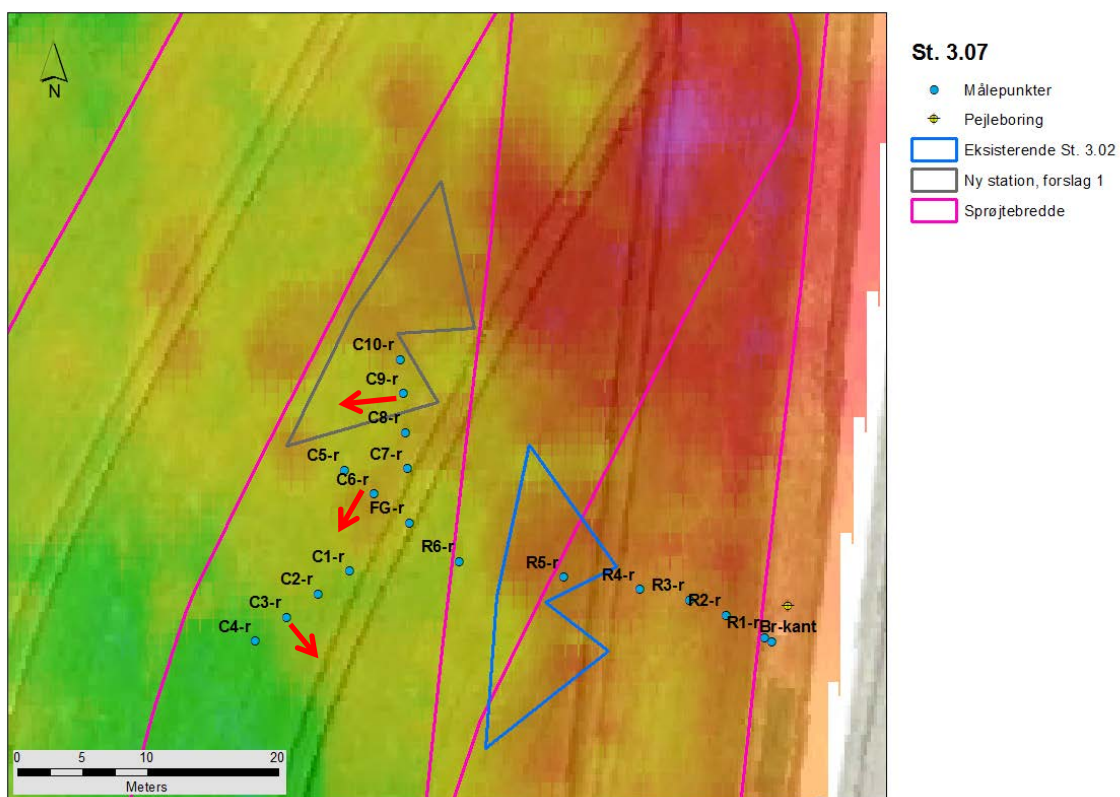 St. 3.07
Målepunkter
Pejleboring
Eksisterende St. 3.02
Ny station, forslag 1
Sprøjtebredde
N
C10-r
C9-r
C8-r
C7-r
C5-r
C6-r
FG-r
R6-r
C1-r
C2-r
C3-r
C4-r
R5-r
R4-r
R3-r
R2-r
R1-r
Br-kant
0 5 10 20
Meters